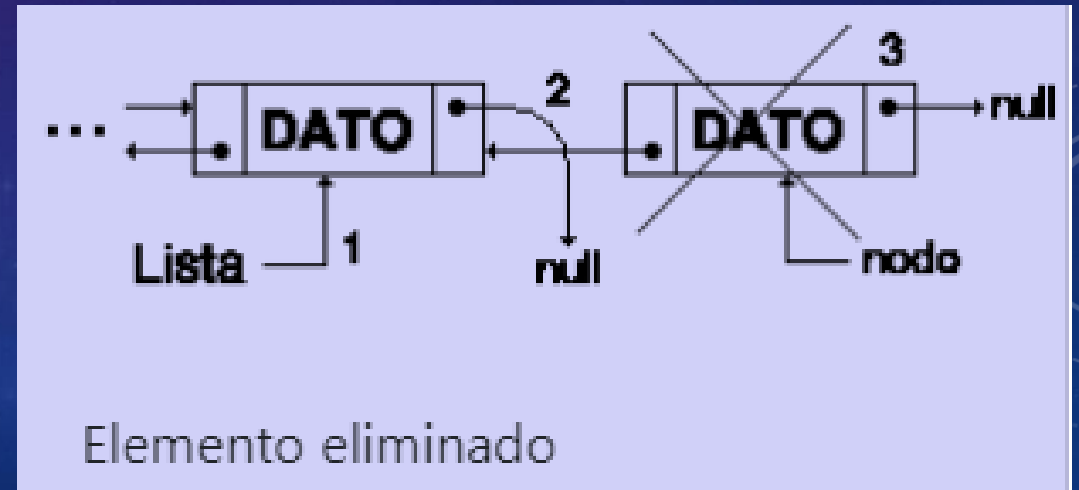 3
2
... DATO DATO null
1
Lista null nodo
Elemento eliminado